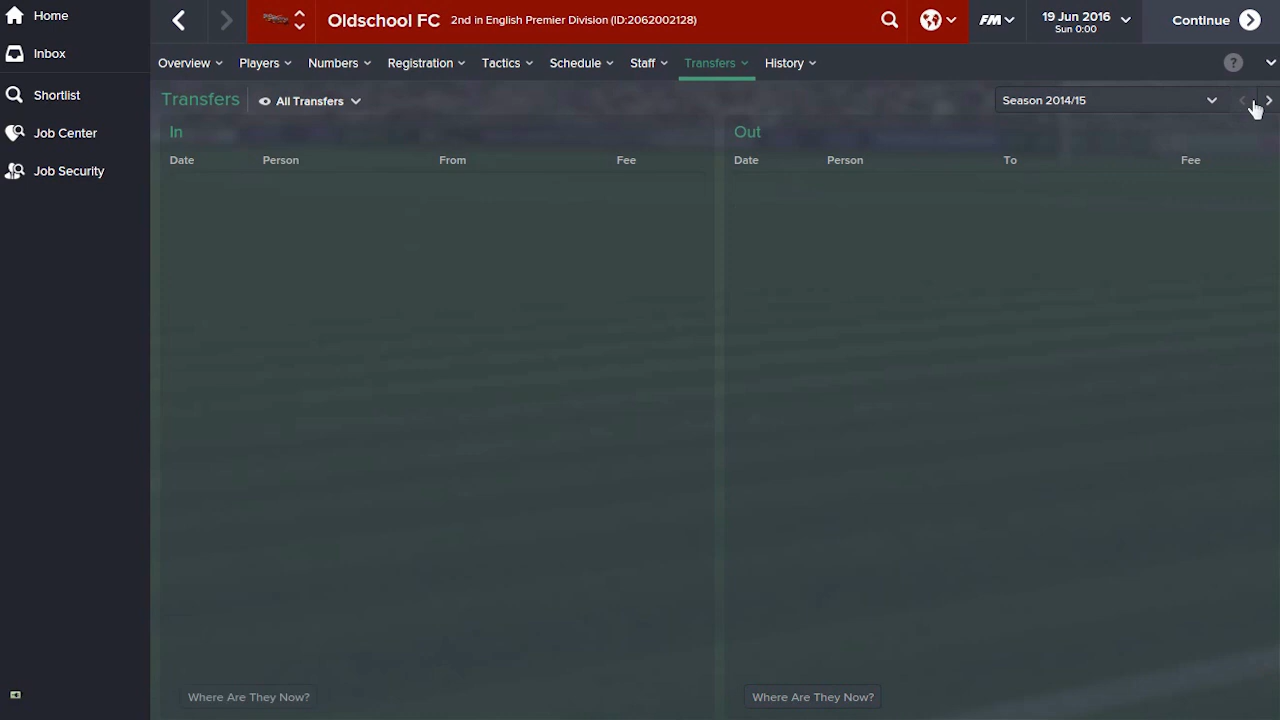 Home
Inbox
Shortlist
Job Center
Job Security
Oldschool FC 2nd in English Premier Division (ID:2062002128)
FM
19 Jun 2016
Sun 0:00
Continue
Overview Players Numbers Registration Tactics Schedule Staff Transfers History ?
Transfers All Transfers Season 2014/15
In
Date Person From Fee
Where Are They Now?
Out
Date Person To Fee
Where Are They Now?